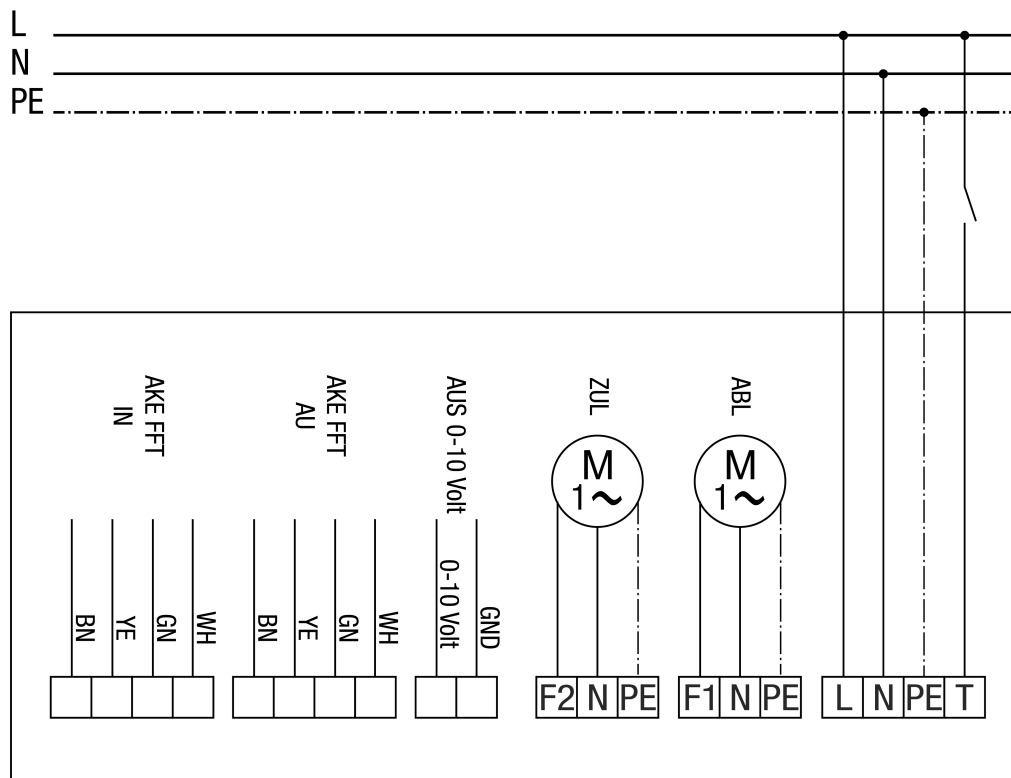 L
N
PE
AKE FFT
IN
AKE FFT
AU
AUS 0-10 Volt
ZUL
ABL
M
1~
M
1~
BN
YE
GN
WH
BN
YE
GN
WH
0-10 Volt
GND
F2 N PE
F1 N PE
L N PE T